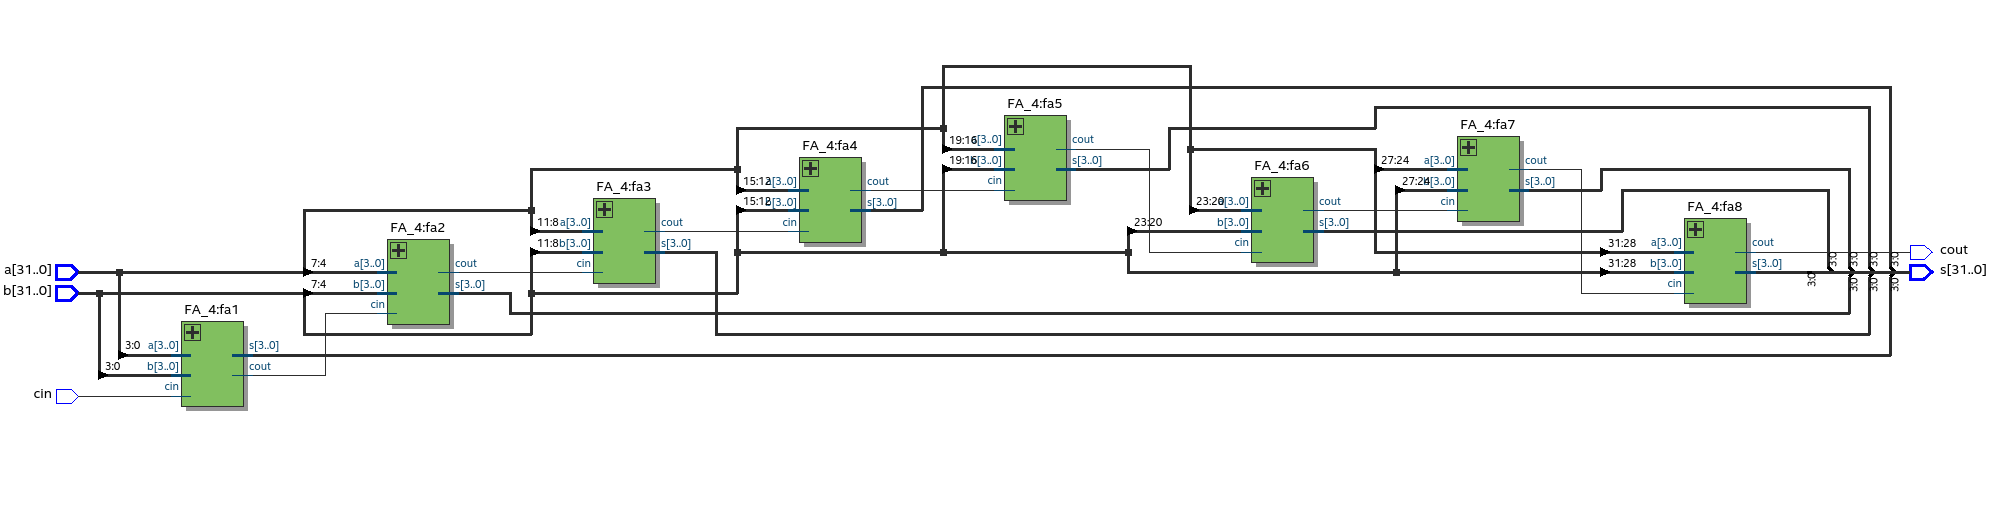 FA_4:fa5
cout
19:16 a[3..0]
19:16 b[3..0]
s[3..0]
cin
FA_4:fa7
27:24 a[3..0]
cout
27:24 b[3..0]
s[3..0]
cin
FA_4:fa4
15:12 a[3..0]
cout
15:12 b[3..0]
s[3..0]
cin
FA_4:fa6
23:20 a[3..0]
cout
23:20 b[3..0]
s[3..0]
cin
FA_4:fa3
11:8 a[3..0]
cout
11:8 b[3..0]
s[3..0]
cin
FA_4:fa8
31:28 a[3..0]
cout
31:28 b[3..0]
s[3..0]
cin
FA_4:fa2
7:4 a[3..0]
cout
7:4 b[3..0]
s[3..0]
cin
a[31..0]
b[31..0]
FA_4:fa1
3:0 a[3..0]
s[3..0]
3:0 b[3..0]
cout
cin
cin
3:0
3:0
3:0
3:0
3:0
3:0
3:0
3:0
cout
s[31..0]